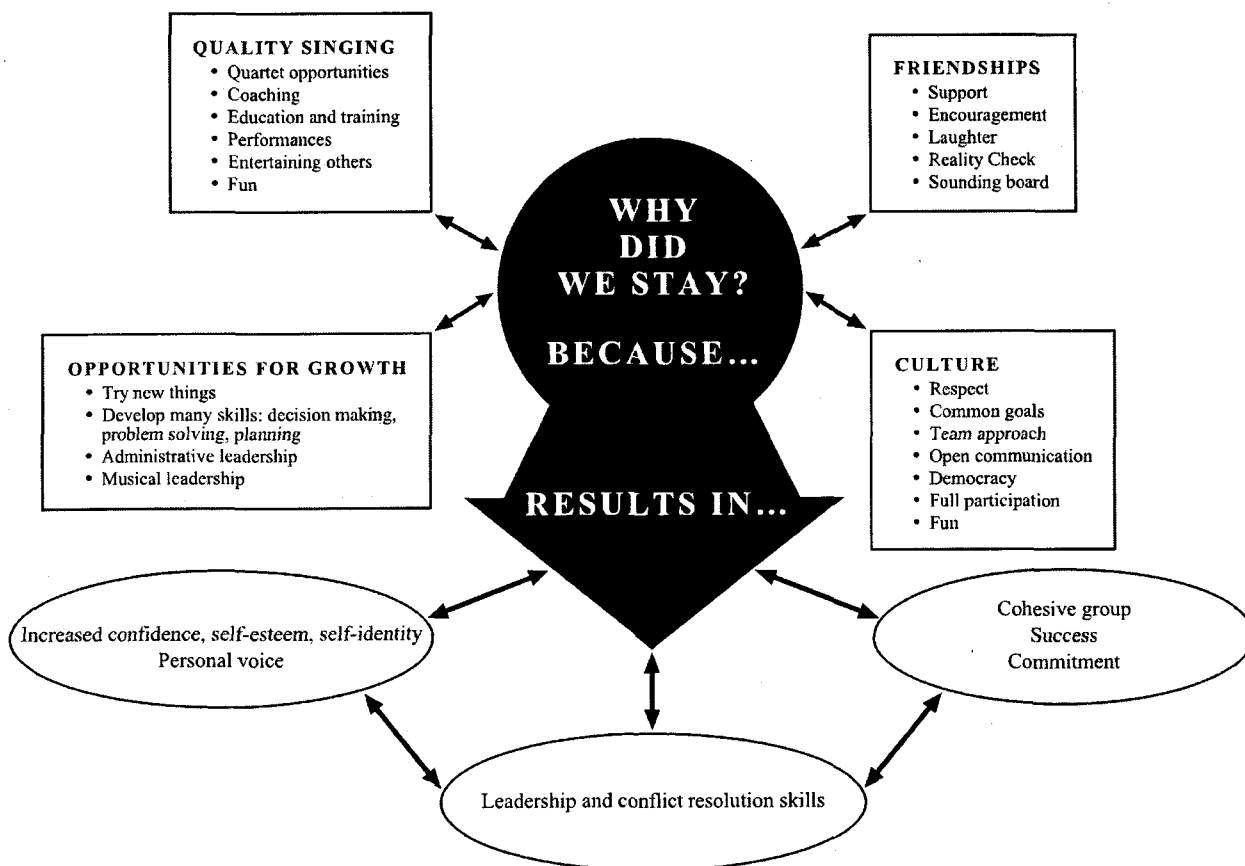 QUALITY SINGING
• Quartet opportunities
• Coaching
• Education and training
• Performances
• Entertaining others
• Fun
FRIENDSHIPS
• Support
• Encouragement
• Laughter
• Reality Check
• Sounding board
WHY
DID
WE STAY?
BECAUSE...
OPPORTUNITIES FOR GROWTH
• Try new things
• Develop many skills: decision making,
problem solving, planning
• Administrative leadership
• Musical leadership
CULTURE
• Respect
• Common goals
• Team approach
• Open communication
• Democracy
• Full participation
• Fun
RESULTS IN...
Increased confidence, self-esteem, self-identity
Personal voice
Cohesive group
Success
Commitment
Leadership and conflict resolution skills